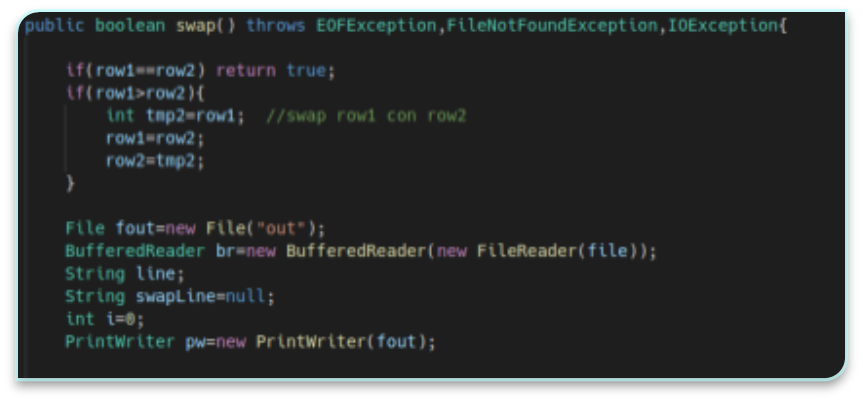 public boolean swap() throws EOFException,FileNotFoundException,IOException{
if(row1==row2) return true;
if(row1>row2){
int tmp2=row1; //swap row1 con row2
row1=row2;
row2=tmp2;
}
File fout=new File("out");
BufferedReader br=new BufferedReader(new FileReader(file));
String line;
String swapLine=null;
int i=0;
PrintWriter pw=new PrintWriter(fout);